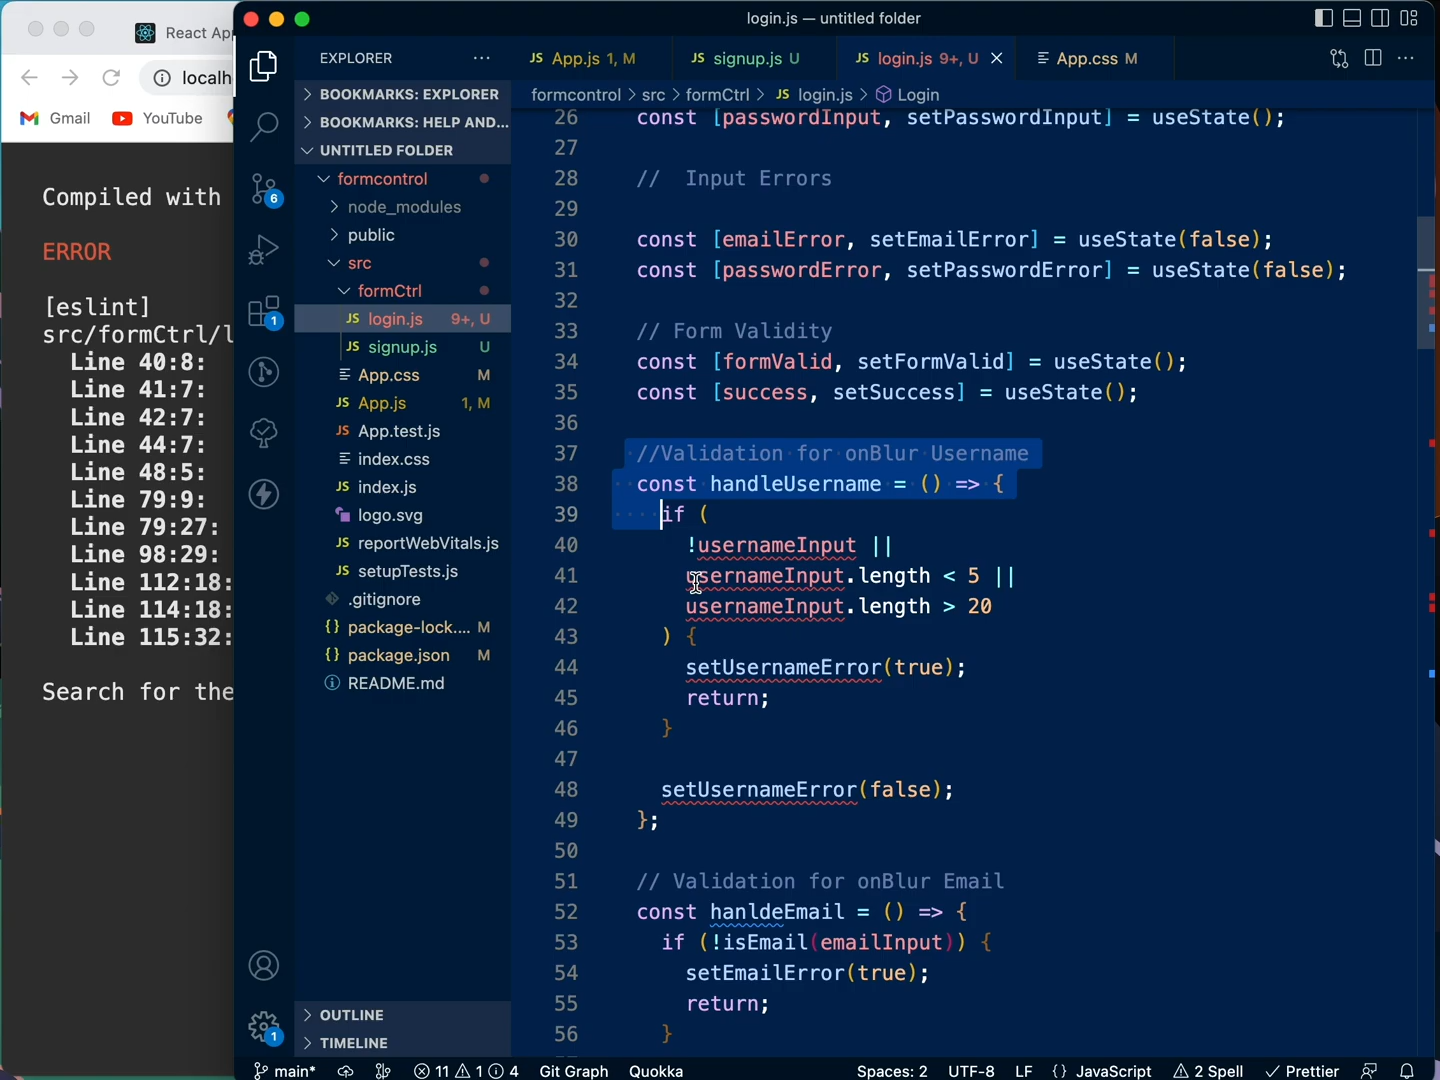 login.js — untitled folder
React Ap
localh
Gmail
YouTube
Compiled with
ERROR
[eslint]
src/formCtrl/l
Line 40:8:
Line 41:7:
Line 42:7:
Line 44:7:
Line 48:5:
Line 79:9:
Line 79:27:
Line 98:29:
Line 112:18:
Line 114:18:
Line 115:32:
Search for the
6
1
1
EXPLORER
BOOKMARKS: EXPLORER
BOOKMARKS: HELP AND...
UNTITLED FOLDER
formcontrol
node_modules
public
src
formCtrl
JS login.js 9+, U
JS signup.js U
App.css M
JS App.js 1, M
JS App.test.js
index.css
JS index.js
logo.svg
JS reportWebVitals.js
JS setupTests.js
.gitignore
{} package-lock.... M
{} package.json M
README.md
OUTLINE
TIMELINE
JS App.js 1, M
JS signup.js U
JS login.js 9+, U
App.css M
formcontrol > src > formCtrl > JS login.js > Login
26 const [passwordInput, setPasswordInput] = useState();
27
28 // Input Errors
29
30 const [emailError, setEmailError] = useState(false);
31 const [passwordError, setPasswordError] = useState(false);
32
33 // Form Validity
34 const [formValid, setFormValid] = useState();
35 const [success, setSuccess] = useState();
36
37 //Validation for onBlur Username
38 const handleUsername = () => {
39 if (
40 !usernameInput ||
41 usernameInput.length < 5 ||
42 usernameInput.length > 20
43 ) {
44 setUsernameError(true);
45 return;
46 }
47
48 setUsernameError(false);
49 };
50
51 // Validation for onBlur Email
52 const hanldeEmail = () => {
53 if (!isEmail(emailInput)) {
54 setEmailError(true);
55 return;
56 }
main* 11 1 4 Git Graph Quokka Spaces: 2 UTF-8 LF {} JavaScript 2 Spell Prettier